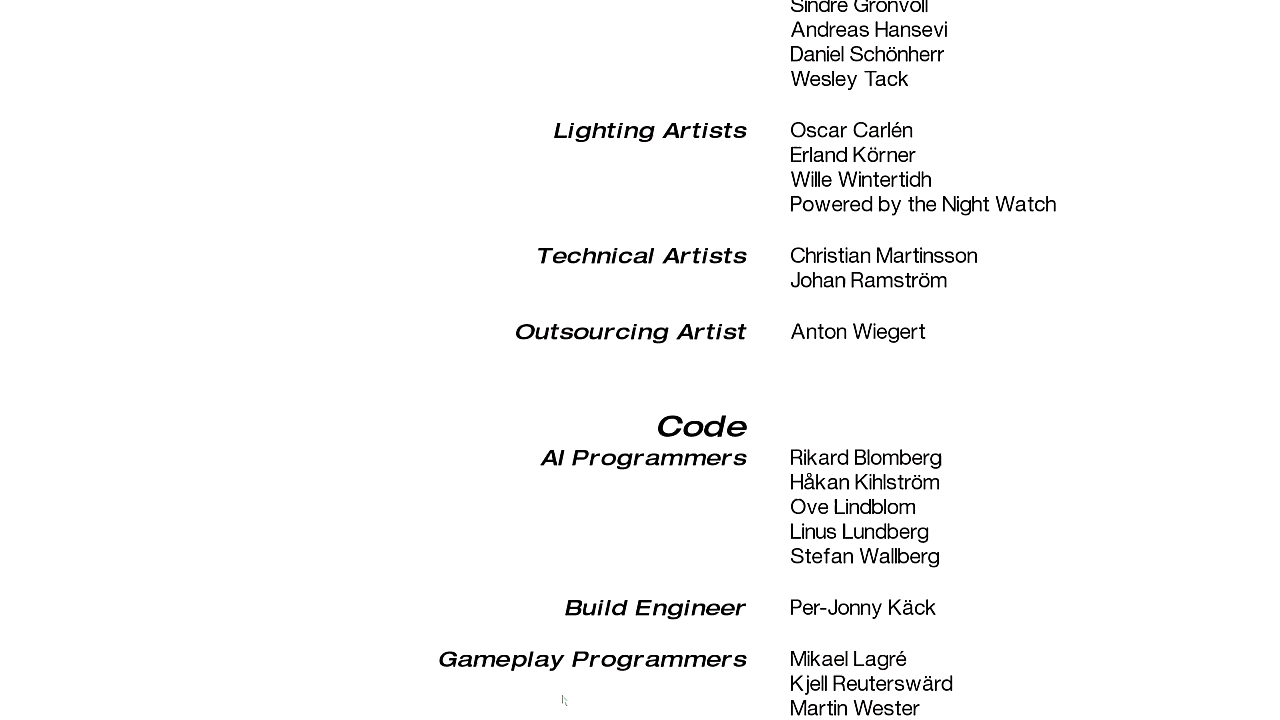 Sindre Grønvoll
Andreas Hansevi
Daniel Schönherr
Wesley Tack
Lighting Artists Oscar Carlén
Erland Körner
Wille Wintertidh
Powered by the Night Watch
Technical Artists Christian Martinsson
Johan Ramström
Outsourcing Artist Anton Wiegert
Code
AI Programmers Rikard Blomberg
Håkan Kihlström
Ove Lindblom
Linus Lundberg
Stefan Wallberg
Build Engineer Per-Jonny Käck
Gameplay Programmers Mikael Lagré
Kjell Reuterswärd
Martin Wester